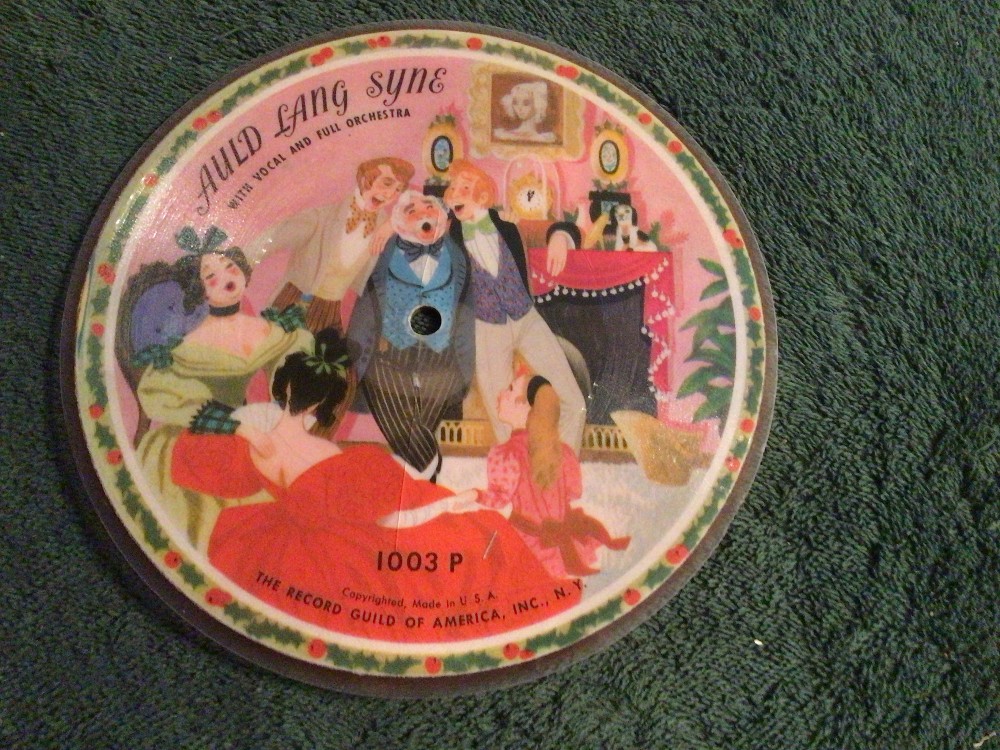 AULD LANG SYNE
WITH VOCAL AND FULL ORCHESTRA
1003 P
Copyrighted, Made in U S A.
THE RECORD GUILD OF AMERICA, INC., N. Y.